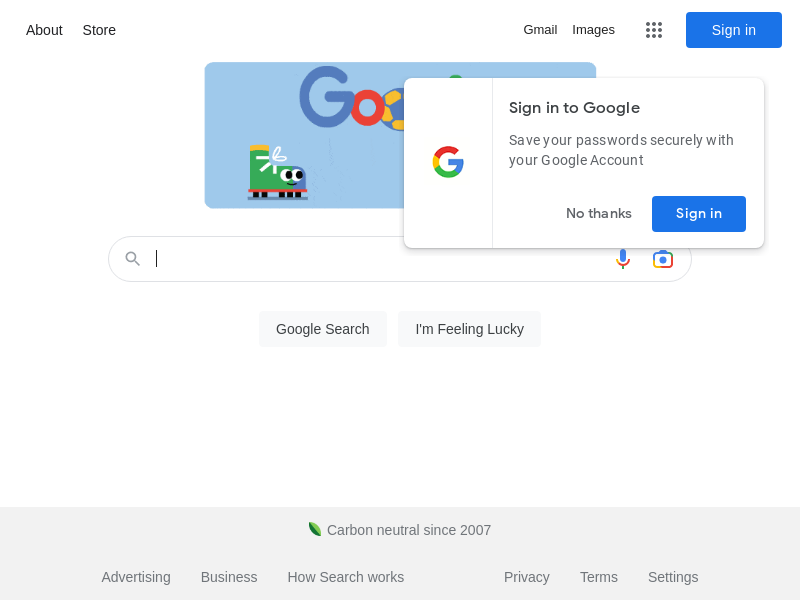 About Store Gmail Images Sign in
Goo
Sign in to Google
Save your passwords securely with
your Google Account
No thanks Sign in
Google Search I'm Feeling Lucky
Carbon neutral since 2007
Advertising Business How Search works Privacy Terms Settings